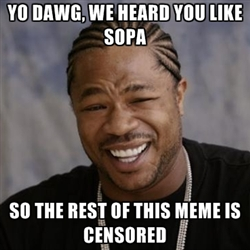 YO DAWG, WE HEARD YOU LIKE
SOPA
SO THE REST OF THIS MEME IS
CENSORED